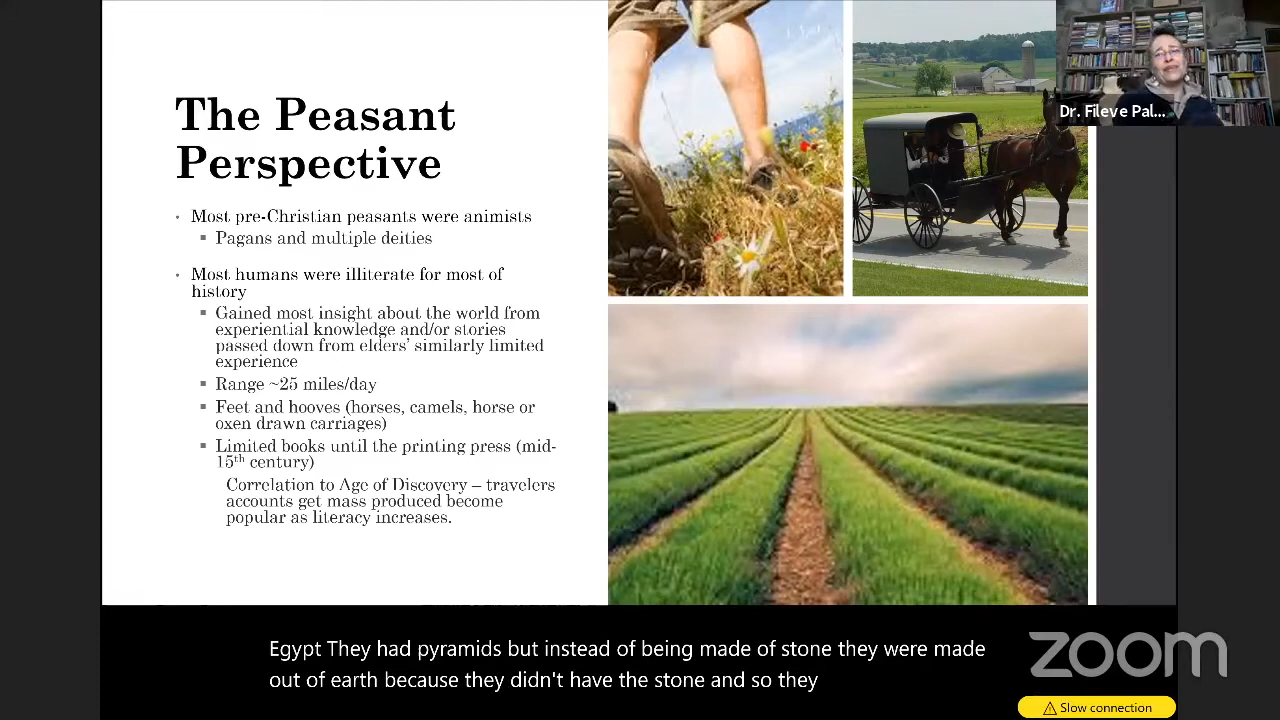 The Peasant
Perspective
• Most pre-Christian peasants were animists
▪ Pagans and multiple deities
• Most humans were illiterate for most of
history
▪ Gained most insight about the world from
experiential knowledge and/or stories
passed down from elders' similarly limited
experience
▪ Range ~25 miles/day
▪ Feet and hooves (horses, camels, horse or
oxen drawn carriages)
▪ Limited books until the printing press (mid-
15th century)
Correlation to Age of Discovery – travelers
accounts get mass produced become
popular as literacy increases.
Dr. Fileve Pal...
Egypt They had pyramids but instead of being made of stone they were made
out of earth because they didn't have the stone and so they
zoom
⚠ Slow connection